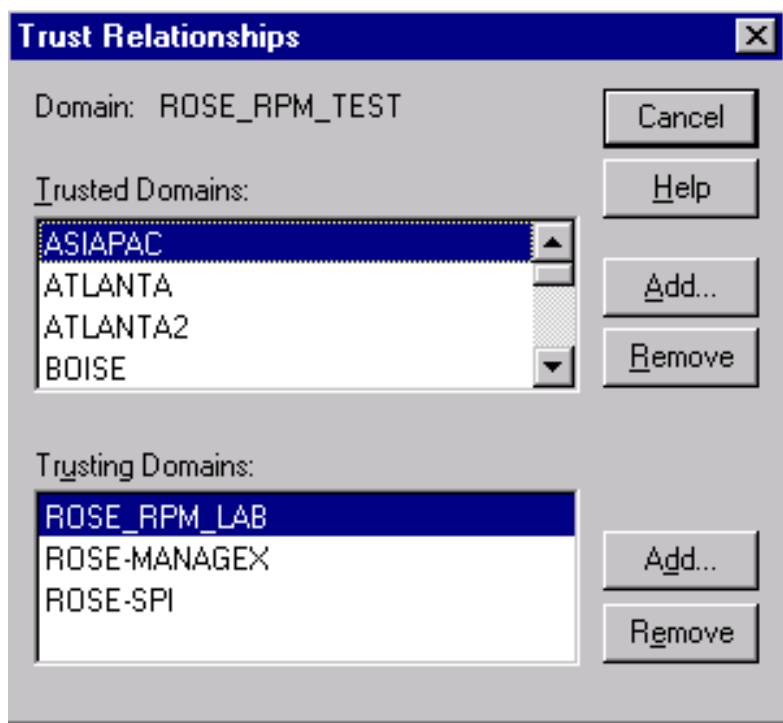 Trust Relationships
Domain: ROSE_RPM_TEST
Cancel
Trusted Domains:
Help
ASIAPAC
ATLANTA
ATLANTA2
BOISE
Add...
Remove
Trusting Domains:
ROSE_RPM_LAB
ROSE-MANAGEX
ROSE-SPI
Add...
Remove